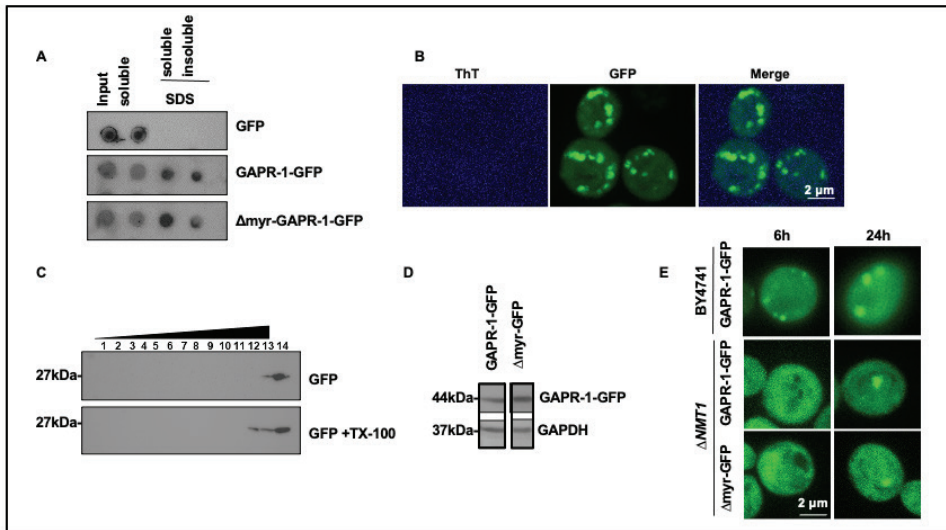 A
Input
soluble
soluble
insoluble
SDS
GFP
GAPR-1-GFP
Δmyr-GAPR-1-GFP
B
ThT GFP Merge
2 µm
C
1 2 3 4 5 6 7 8 9 10 11 12 13 14
27kDa GFP
27kDa GFP +TX-100
D
GAPR-1-GFP
Δmyr-GFP
44kDa GAPR-1-GFP
37kDa GAPDH
E
6h 24h
BY4741
GAPR-1-GFP
ΔNMT1
GAPR-1-GFP
Δmyr-GFP
2 µm